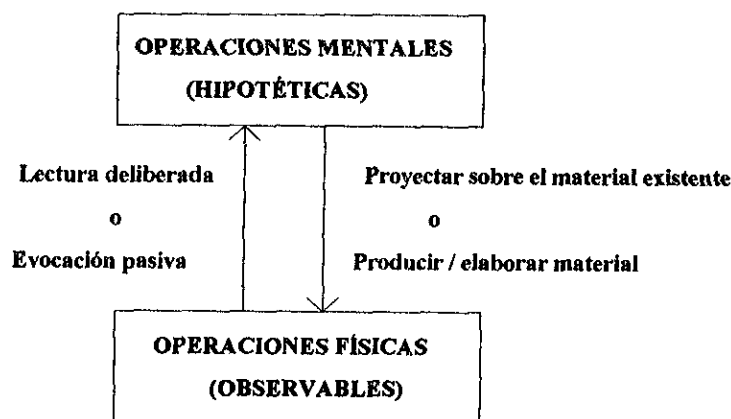 OPERACIONES MENTALES
(HIPOTÉTICAS)
Lectura deliberada
o
Evocación pasiva
Proyectar sobre el material existente
o
Producir / elaborar material
OPERACIONES FÍSICAS
(OBSERVABLES)